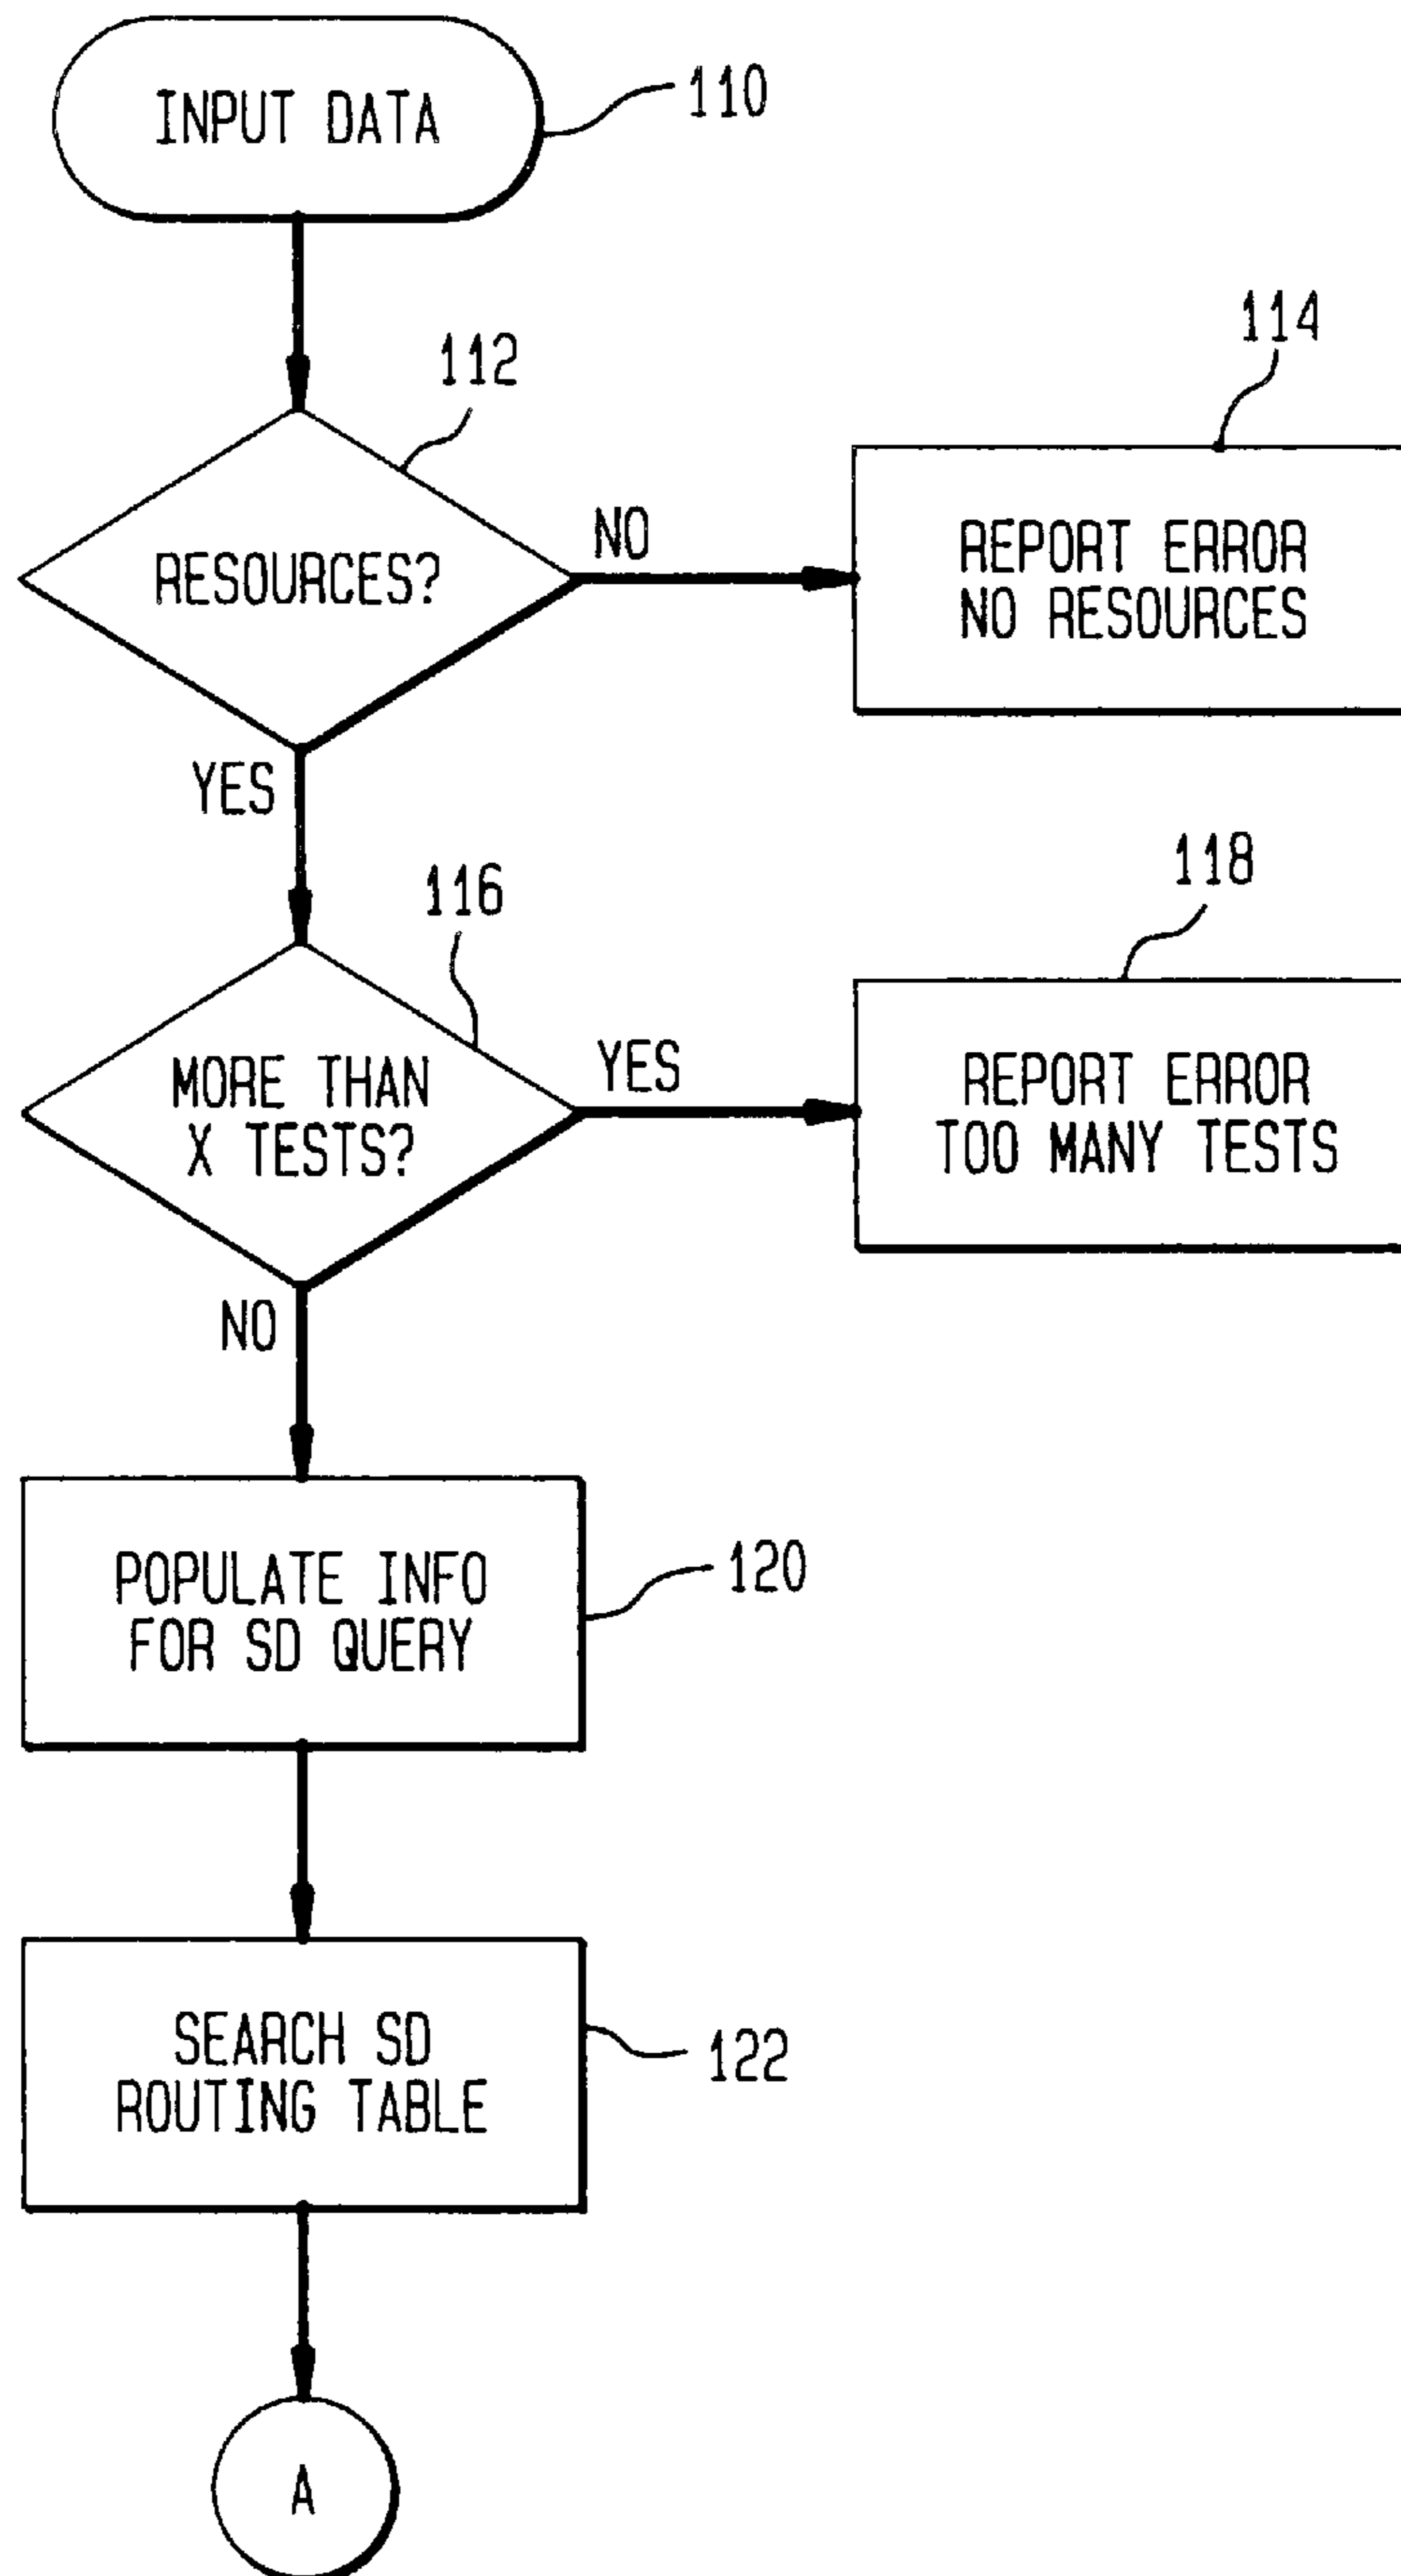 INPUT DATA
110
112
114
RESOURCES?
NO
REPORT ERROR
NO RESOURCES
YES
116
118
MORE THAN
X TESTS?
YES
REPORT ERROR
TOO MANY TESTS
NO
POPULATE INFO
FOR SD QUERY
120
SEARCH SD
ROUTING TABLE
122
A